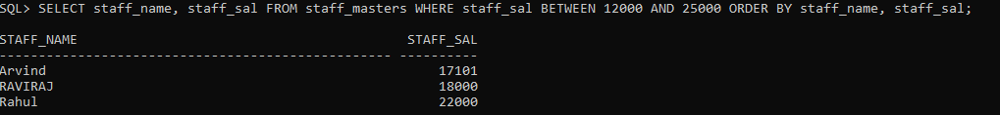 SQL> SELECT staff_name, staff_sal FROM staff_masters WHERE staff_sal BETWEEN 12000 AND 25000 ORDER BY staff_name, staff_sal;
STAFF_NAME                                          STAFF_SAL
-------------------------------------------------- ----------
Arvind                                                  17101
RAVIRAJ                                                 18000
Rahul                                                   22000